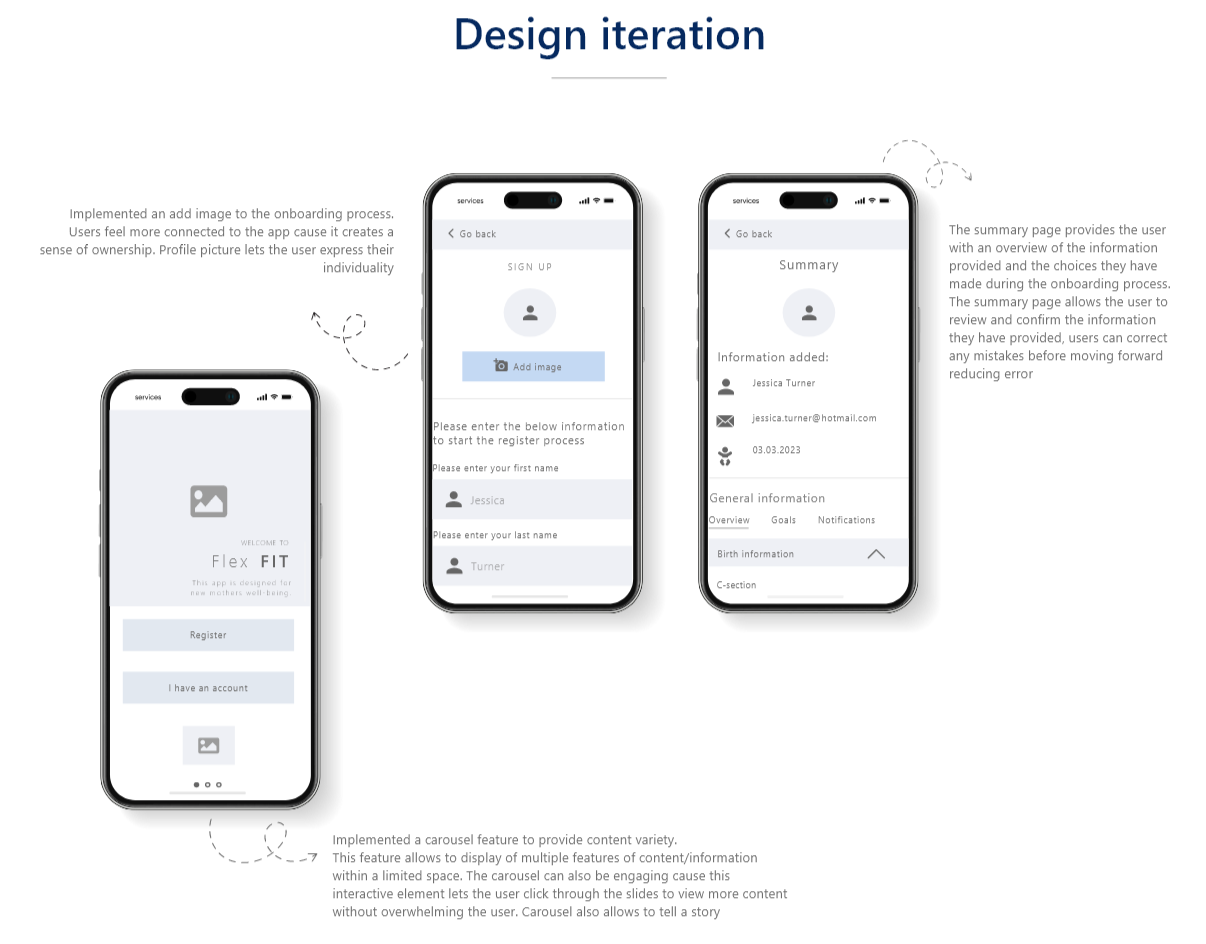 Design iteration
Implemented an add image to the onboarding process.
Users feel more connected to the app cause it creates a
sense of ownership. Profile picture lets the user express their
individuality
services
Go back
SIGN UP
Add image
Please enter the below information
to start the register process
Please enter your first name
Jessica
Please enter your last name
Turner
services
Go back
Summary
Information added:
Jessica Turner
jessica.turner@hotmail.com
03.03.2023
General information
Overview Goals Notifications
Birth information
C-section
The summary page provides the user
with an overview of the information
provided and the choices they have
made during the onboarding process.
The summary page allows the user to
review and confirm the information
they have provided, users can correct
any mistakes before moving forward
reducing error
services
WELCOME TO
Flex FIT
This app is designed for
new mothers well-being.
Register
I have an account
Implemented a carousel feature to provide content variety.
This feature allows to display of multiple features of content/information
within a limited space. The carousel can also be engaging cause this
interactive element lets the user click through the slides to view more content
without overwhelming the user. Carousel also allows to tell a story